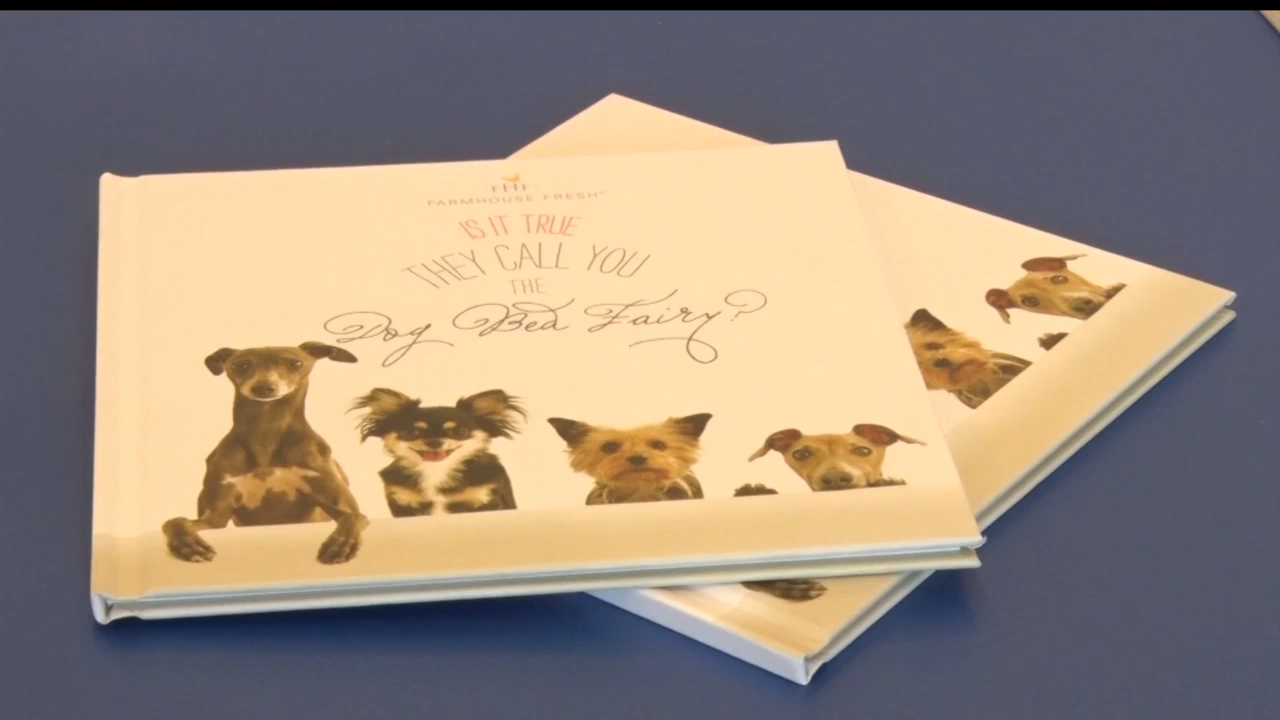 FHF
FARMHOUSE FRESH®
IS IT TRUE
THEY CALL YOU
THE
Dog Bed Fairy?